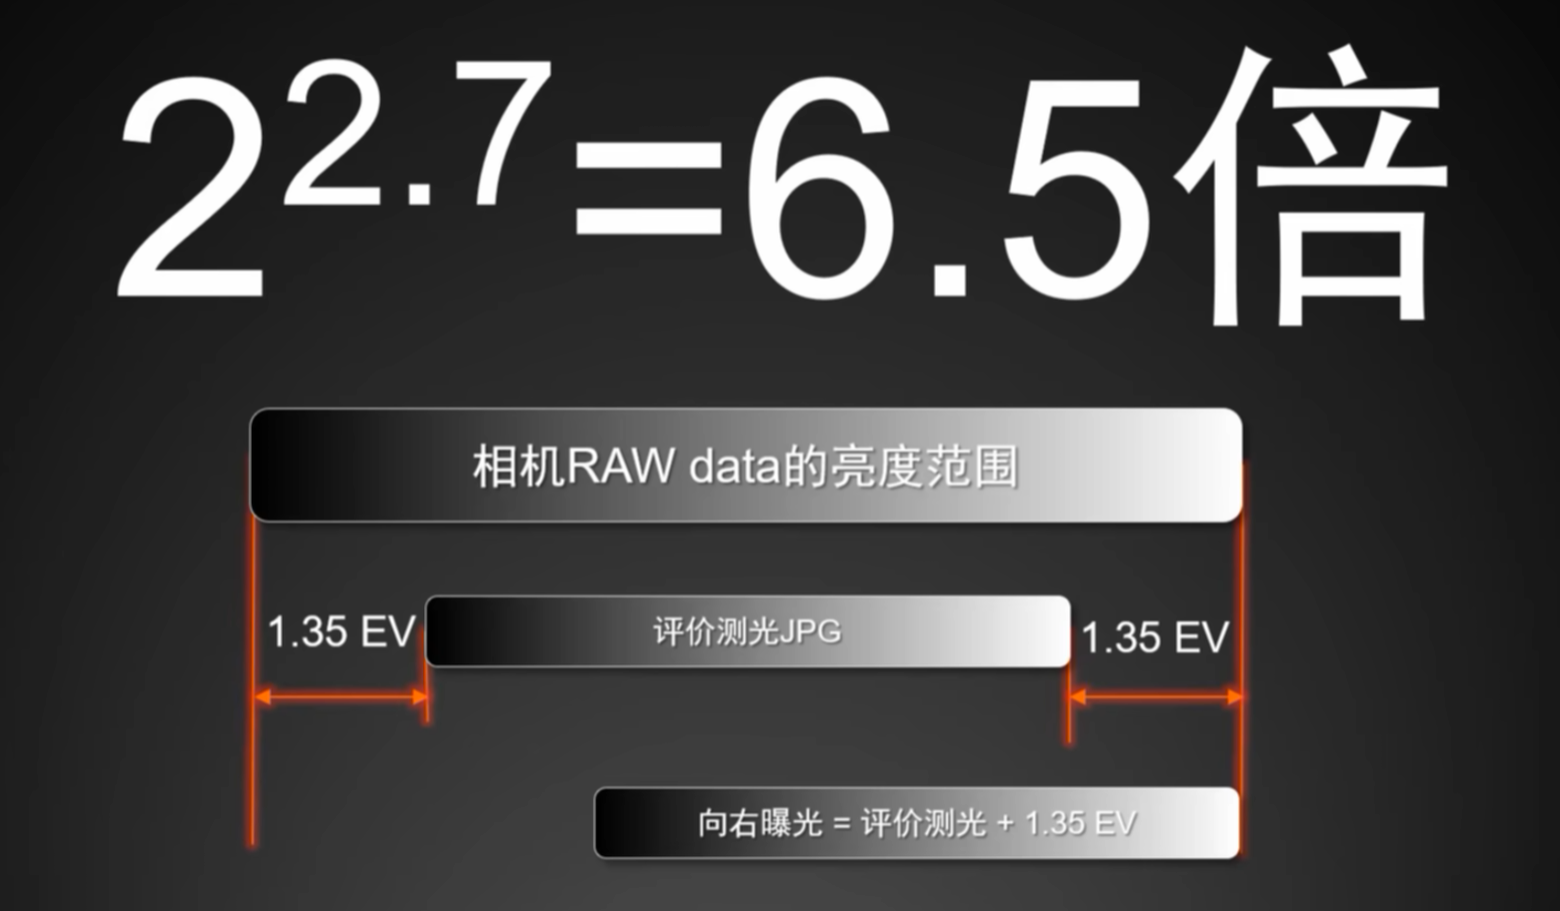 2^2.7=6.5倍
相机RAW data的亮度范围
1.35 EV
评价测光JPG
1.35 EV
向右曝光 = 评价测光 + 1.35 EV